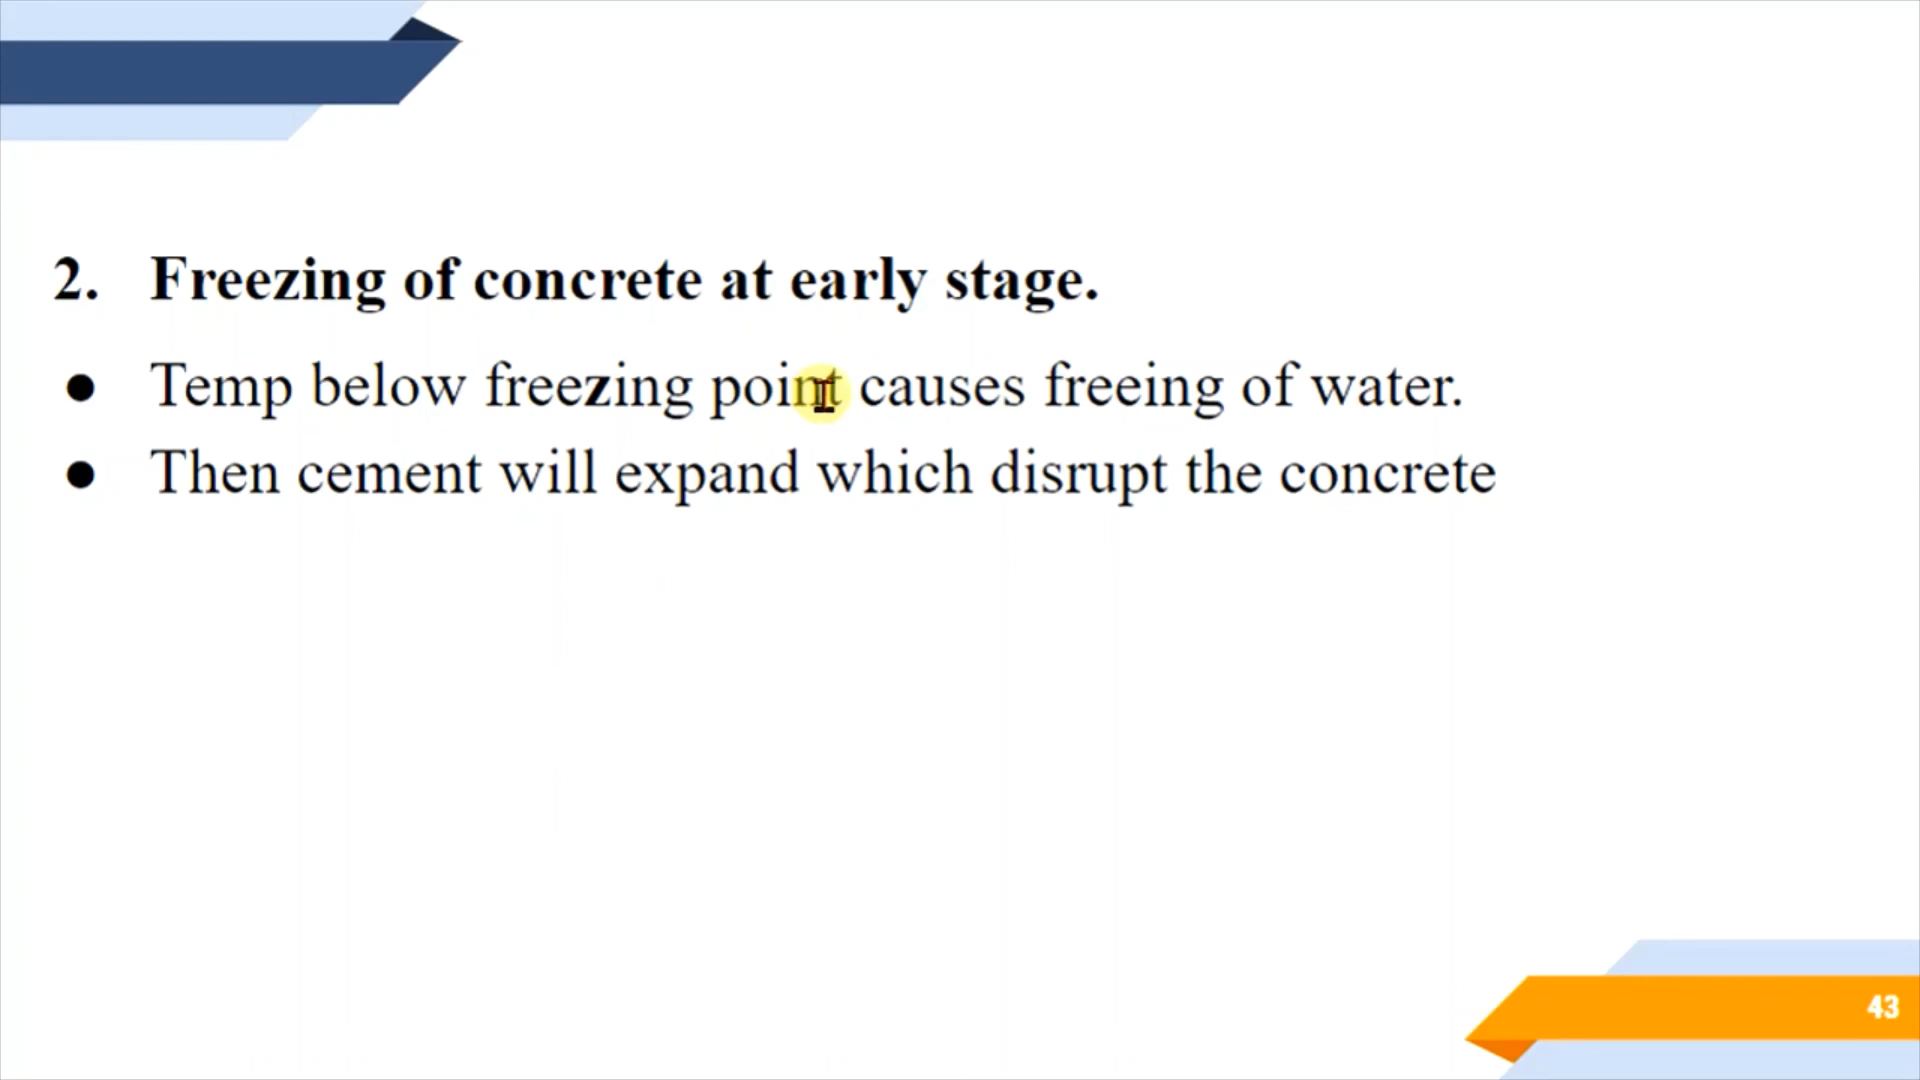 2. Freezing of concrete at early stage.
● Temp below freezing point causes freeing of water.
● Then cement will expand which disrupt the concrete
43